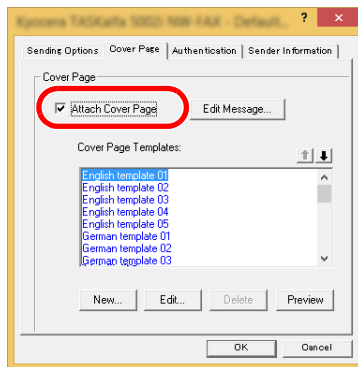 Kyocera TASKalfa 5002i NW-FAX - Default... ? ×
Sending Options Cover Page Authentication Sender Information
Cover Page
Attach Cover Page Edit Message...
Cover Page Templates:
English template 01
English template 02
English template 03
English template 04
English template 05
German template 01
German template 02
German template 03
New... Edit... Delete Preview
OK Cancel